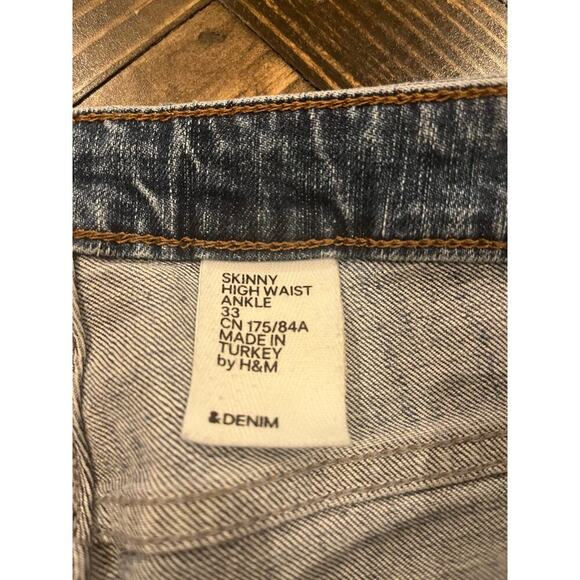 SKINNY
HIGH WAIST
ANKLE
33
CN 175/84A
MADE IN
TURKEY
by H&M
&DENIM